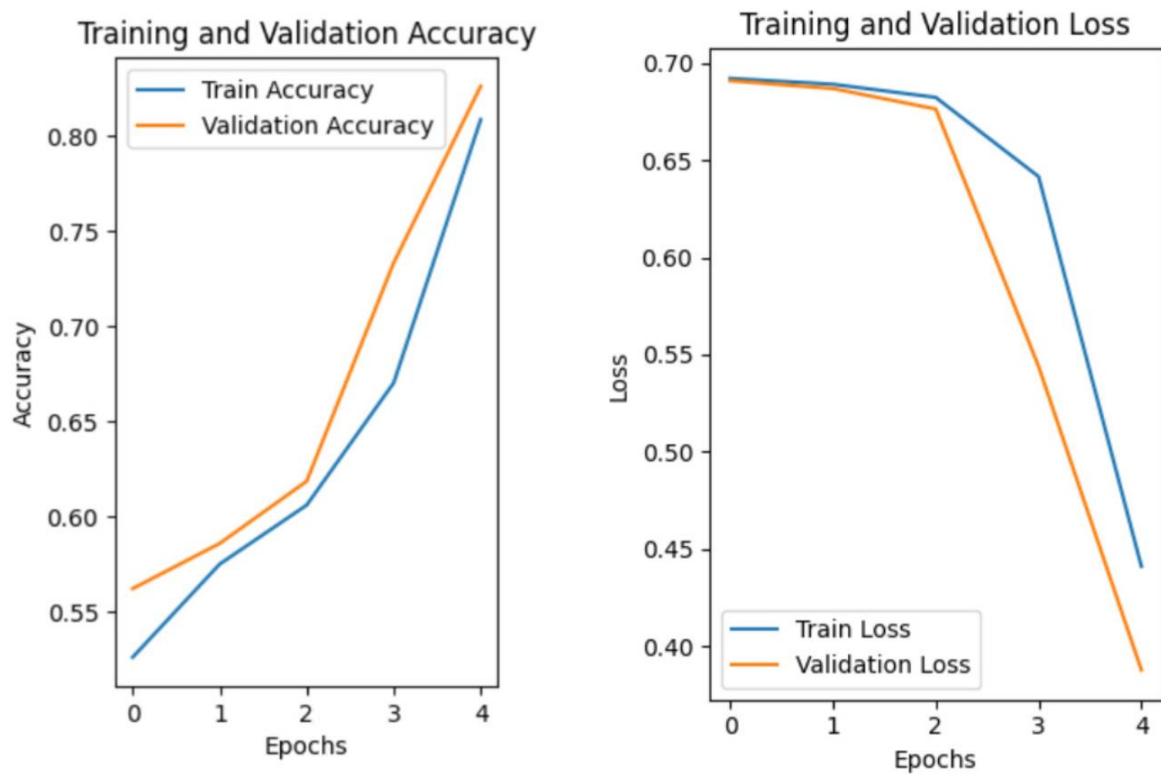 Training and Validation Accuracy
Train Accuracy
Validation Accuracy
0.80
0.75
0.70
0.65
0.60
0.55
Accuracy
0 1 2 3 4
Epochs
Training and Validation Loss
0.70
0.65
0.60
0.55
0.50
0.45
0.40
Loss
Train Loss
Validation Loss
0 1 2 3 4
Epochs